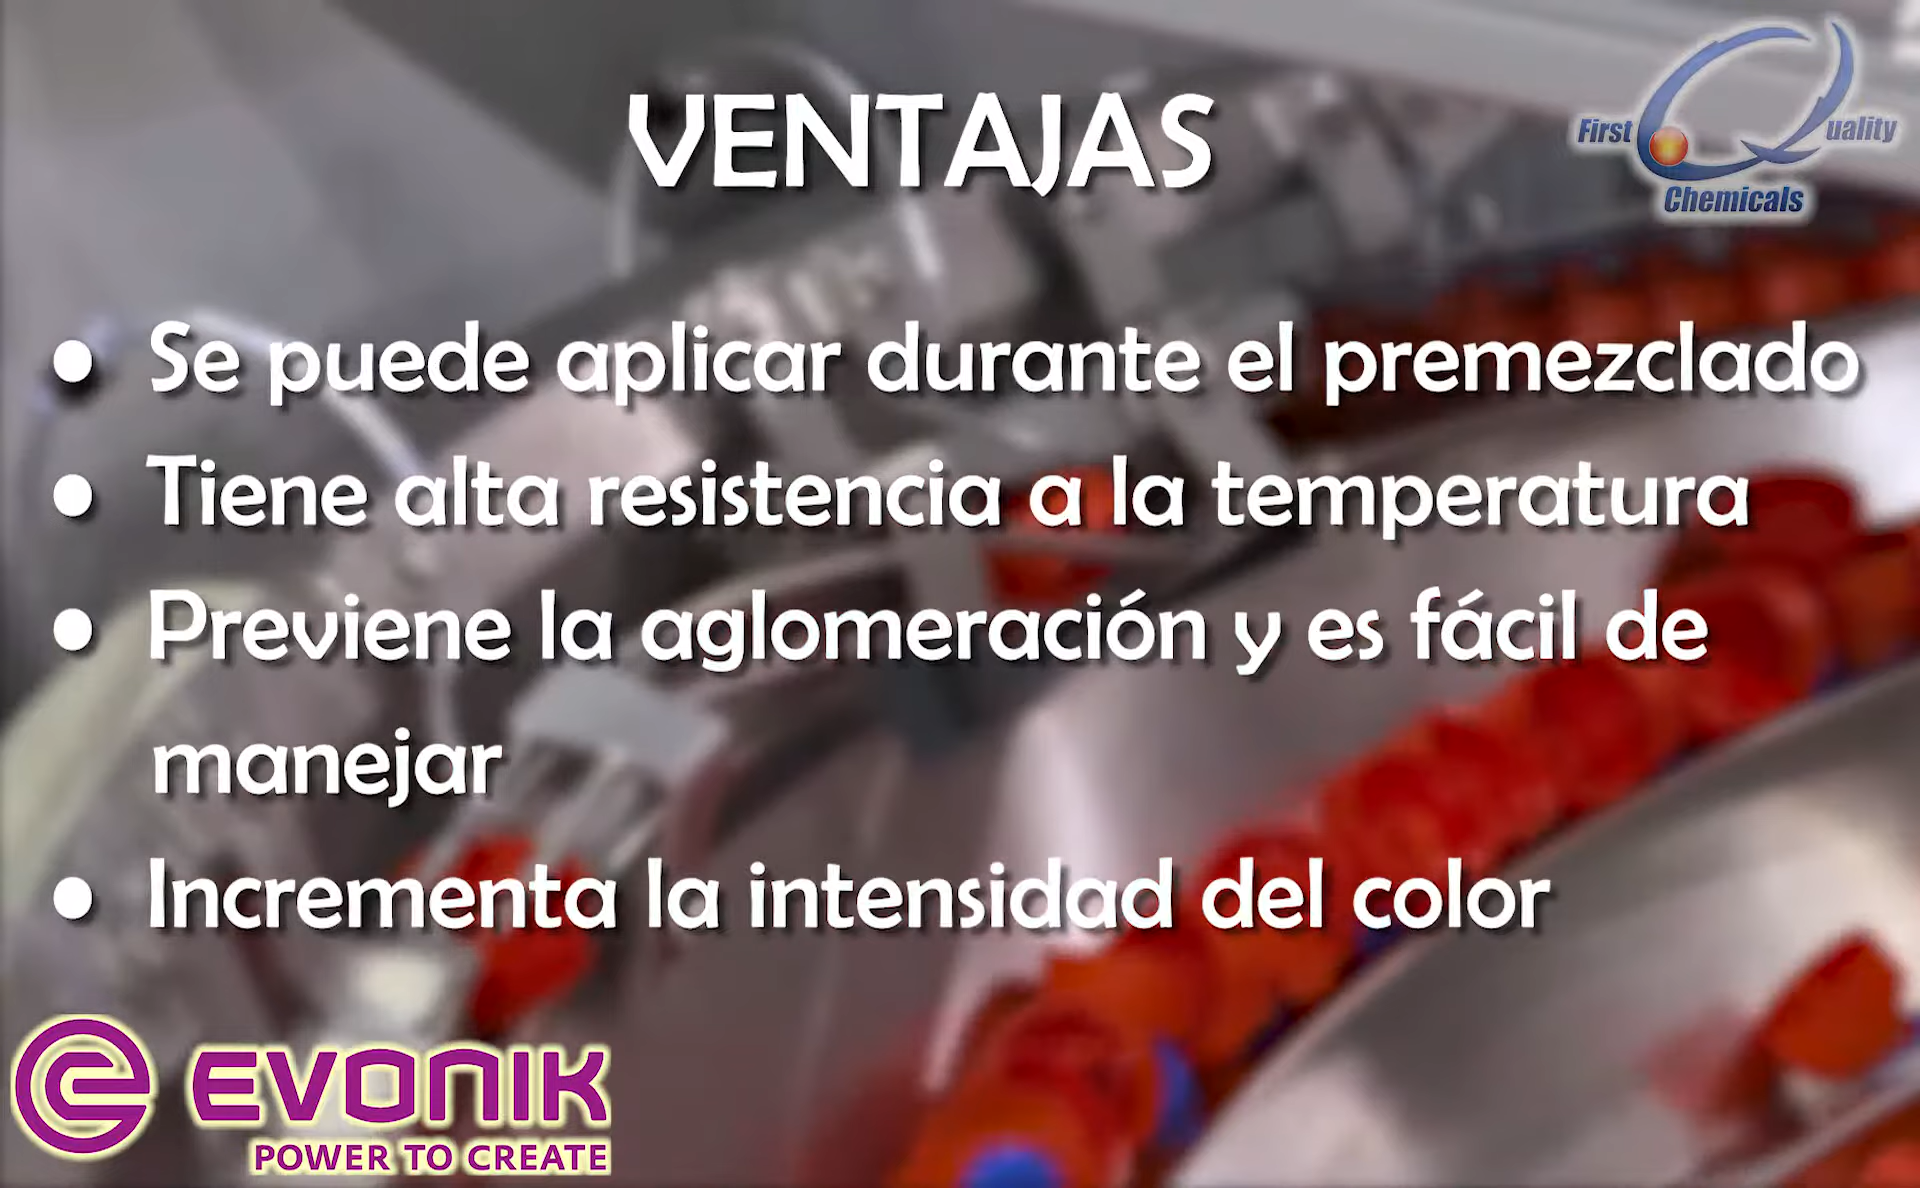 VENTAJAS
First Quality
Chemicals
● Se puede aplicar durante el premezclado
● Tiene alta resistencia a la temperatura
● Previene la aglomeración y es fácil de
manejar
● Incrementa la intensidad del color
EVONIK
POWER TO CREATE